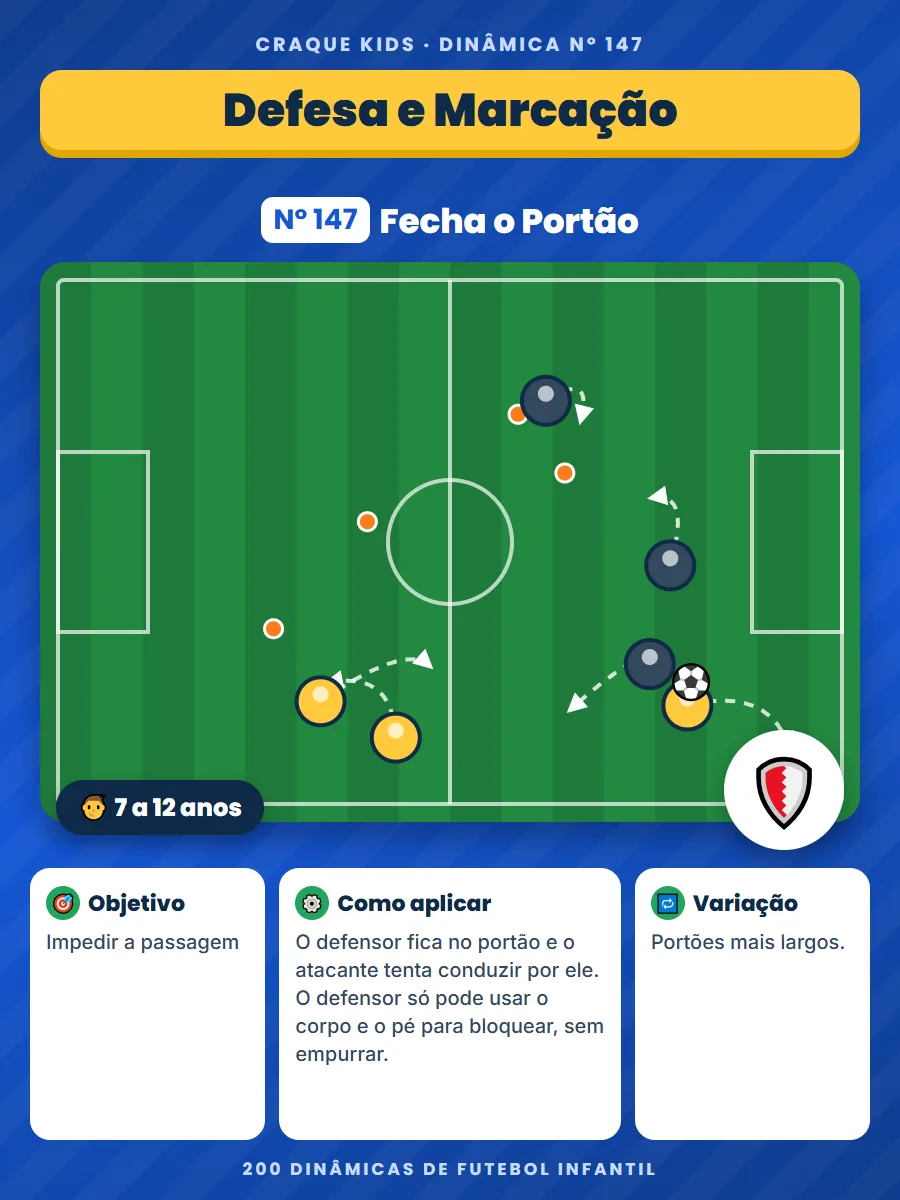 CRAQUE KIDS · DINÂMICA Nº 147
Defesa e Marcação
Nº 147 Fecha o Portão
7 a 12 anos
Objetivo
Impedir a passagem
Como aplicar
O defensor fica no portão e o
atacante tenta conduzir por ele.
O defensor só pode usar o
corpo e o pé para bloquear, sem
empurrar.
Variação
Portões mais largos.
200 DINÂMICAS DE FUTEBOL INFANTIL